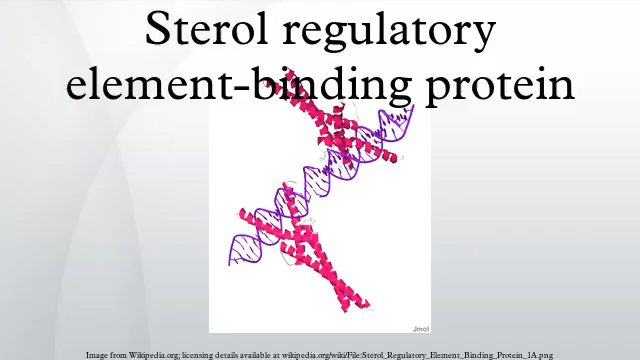 Sterol regulatory
element-binding protein
Jmol
Image from Wikipedia.org; licensing details available at wikipedia.org/wiki/File:Sterol_Regulatory_Element_Binding_Protein_1A.png